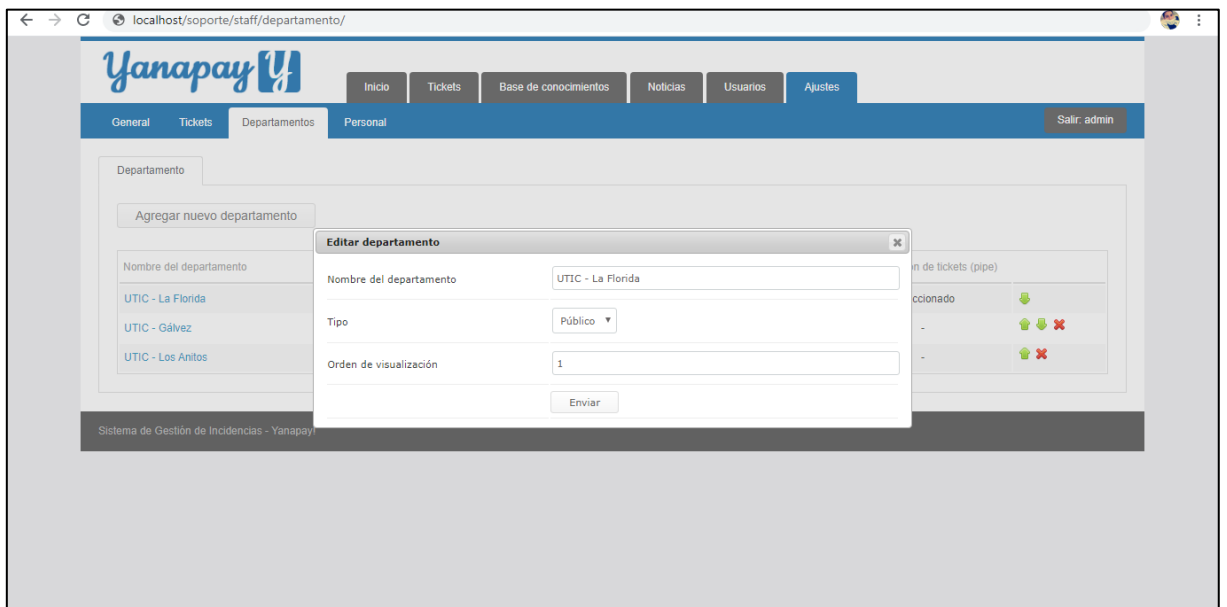 localhost/soporte/staff/departamento/
Yanapay Y
Inicio Tickets Base de conocimientos Noticias Usuarios Ajustes
General Tickets Departamentos Personal Salir: admin
Departamento
Agregar nuevo departamento
Editar departamento
Nombre del departamento n de tickets (pipe)
Nombre del departamento UTIC - La Florida
UTIC - La Florida ccionado
Tipo Público
UTIC - Gálvez -
UTIC - Los Anitos -
Orden de visualización 1
Enviar
Sistema de Gestión de Incidencias - Yanapay!